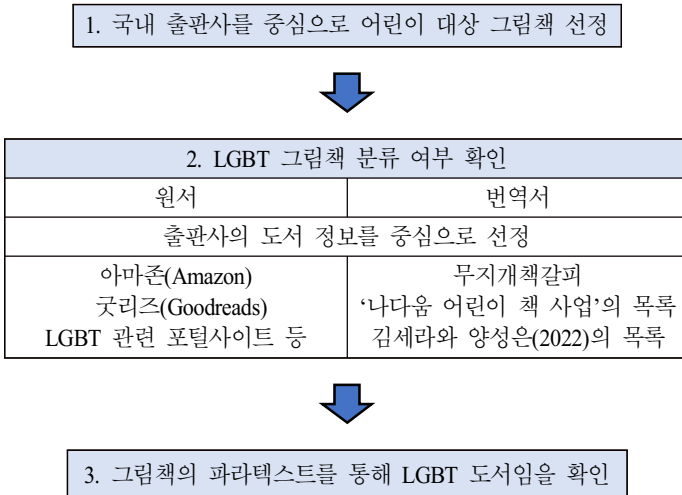 1. 국내 출판사를 중심으로 어린이 대상 그림책 선정
2. LGBT 그림책 분류 여부 확인
원서 번역서
출판사의 도서 정보를 중심으로 선정
아마존(Amazon) 무지개책갈피
굿리즈(Goodreads) ‘나다움 어린이 책 사업’의 목록
LGBT 관련 포털사이트 등 김세라와 양성은(2022)의 목록
3. 그림책의 파라텍스트를 통해 LGBT 도서임을 확인